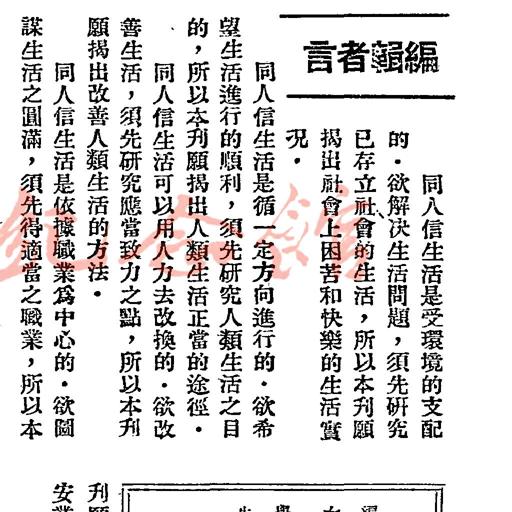 編輯者言
同人信生活是受環境的支配
的．欲解决生活問題，須先研究
已存立社會的生活，所以本刋願
揭出社會上困苦和快樂的生活實
况．
同人信生活是循一定方向進行的．欲希
望生活進行的順利，須先研究人類生活之目
的，所以本刋願揭出人類生活正當的途徑．
同人信生活可以用人力去改換的．欲改
善生活，須先研究應當致力之點，所以本刋
願揭出改善人類生活的方法．
同人信生活是依據職業爲中心的．欲圖
謀生活之圓滿，須先得適當之職業，所以本
刋願
安業